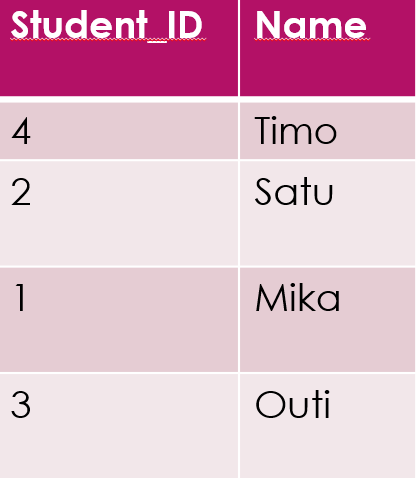 Student_ID Name
4 Timo
2 Satu
1 Mika
3 Outi